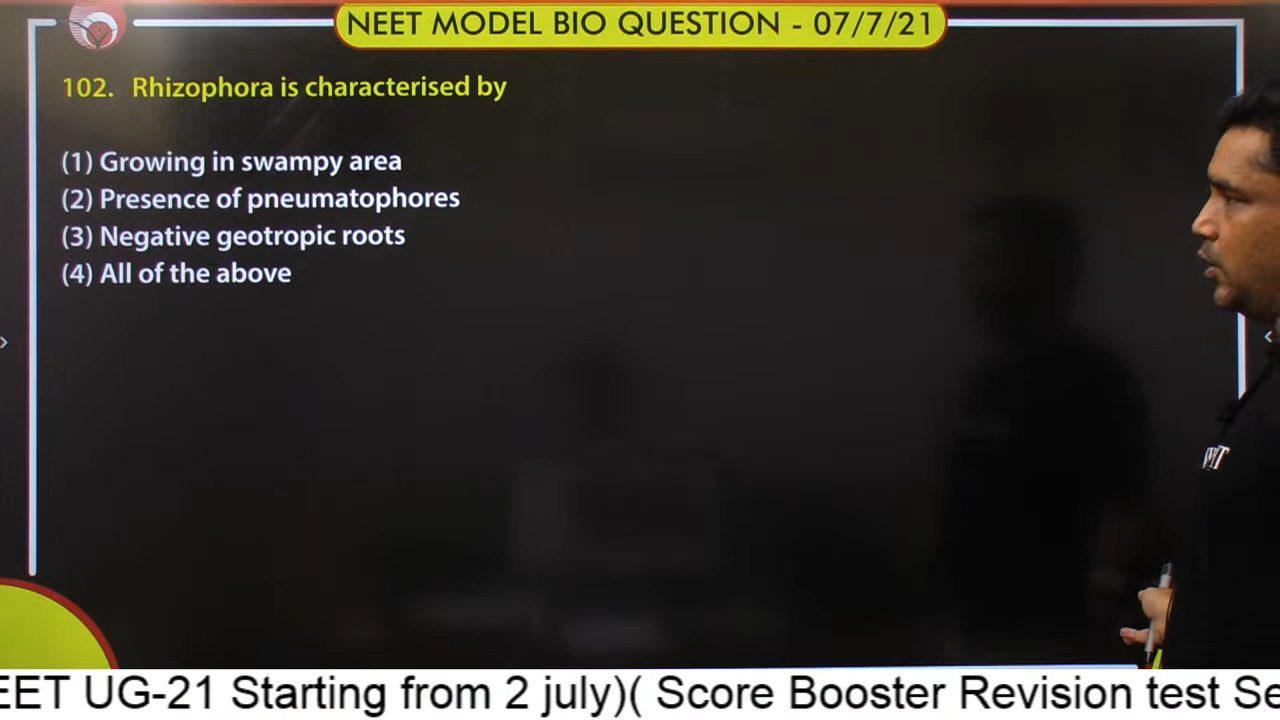 NEET MODEL BIO QUESTION - 07/7/21
102. Rhizophora is characterised by
(1) Growing in swampy area
(2) Presence of pneumatophores
(3) Negative geotropic roots
(4) All of the above
EET UG-21 Starting from 2 july)( Score Booster Revision test Se